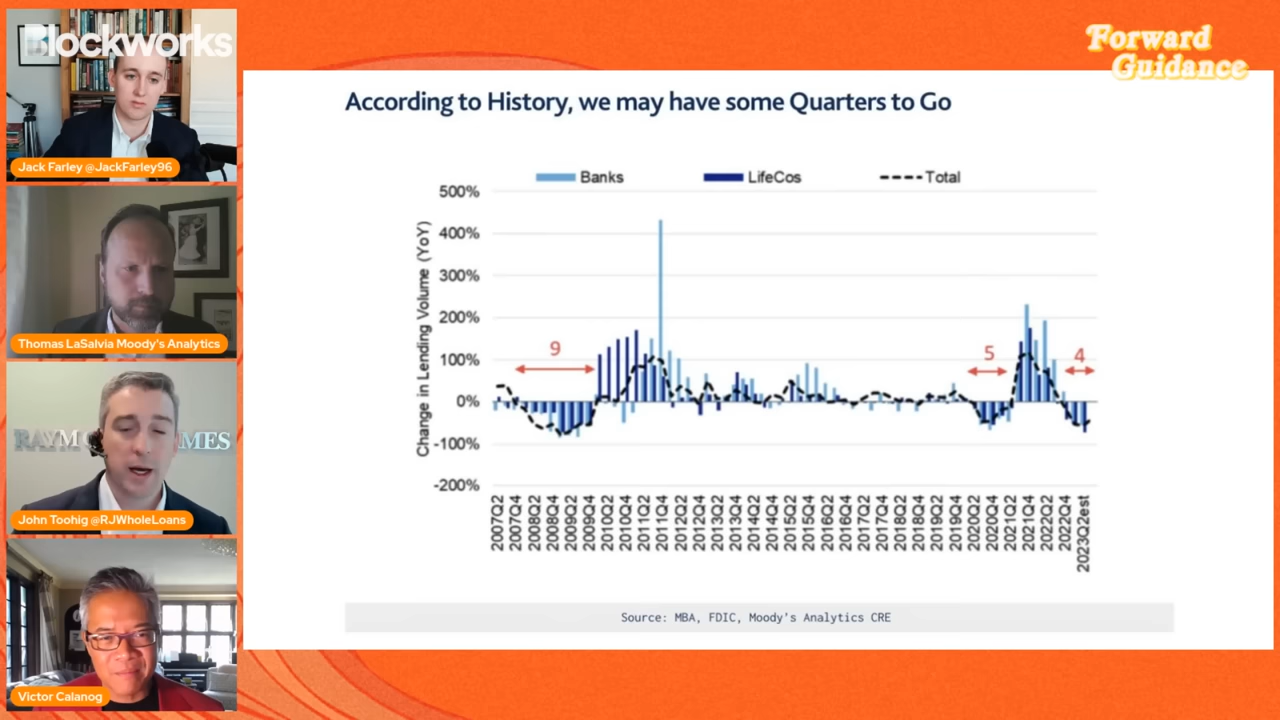 Blockworks
Jack Farley @JackFarley96
Thomas LaSalvia Moody's Analytics
RAYM MES
John Toohig @RJWholeLoans
Victor Calanog
Forward
Guidance
According to History, we may have some Quarters to Go
Banks LifeCos Total
Change in Lending Volume (YoY)
500%
400%
300%
200%
100%
0%
-100%
-200%
9
5
4
2007Q2
2007Q4
2008Q2
2008Q4
2009Q2
2009Q4
2010Q2
2010Q4
2011Q2
2011Q4
2012Q2
2012Q4
2013Q2
2013Q4
2014Q2
2014Q4
2015Q2
2015Q4
2016Q2
2016Q4
2017Q2
2017Q4
2018Q2
2018Q4
2019Q2
2019Q4
2020Q2
2020Q4
2021Q2
2021Q4
2022Q2
2022Q4
2023Q2est
Source: MBA, FDIC, Moody's Analytics CRE